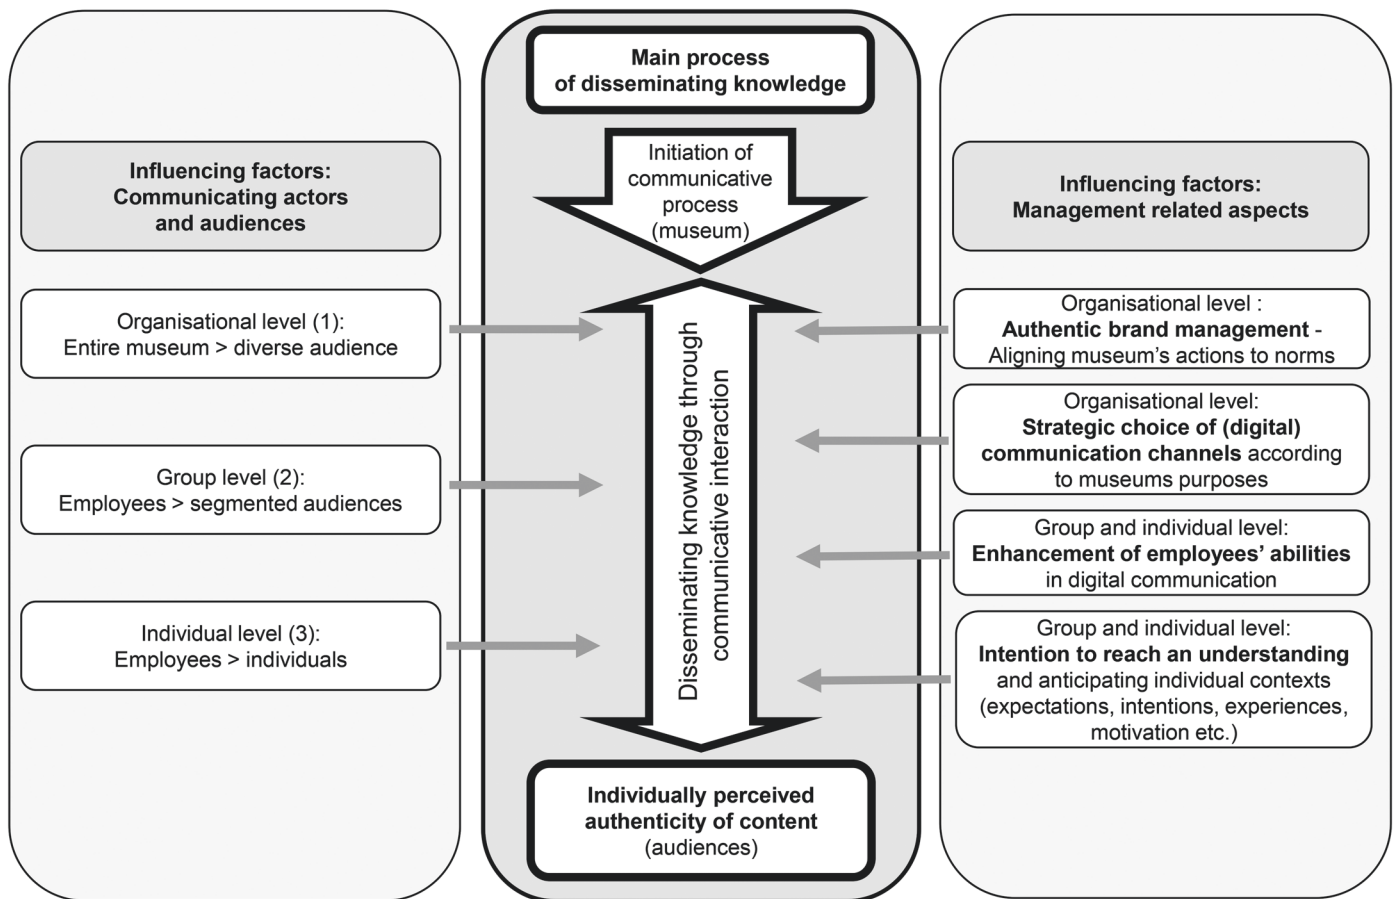 Main process
of disseminating knowledge
Initiation of
communicative
process
(museum)
Disseminating knowledge through
communicative interaction
Individually perceived
authenticity of content
(audiences)
Influencing factors:
Communicating actors
and audiences
Organisational level (1):
Entire museum > diverse audience
Group level (2):
Employees > segmented audiences
Individual level (3):
Employees > individuals
Influencing factors:
Management related aspects
Organisational level :
Authentic brand management -
Aligning museum's actions to norms
Organisational level:
Strategic choice of (digital)
communication channels according
to museums purposes
Group and individual level:
Enhancement of employees' abilities
in digital communication
Group and individual level:
Intention to reach an understanding
and anticipating individual contexts
(expectations, intentions, experiences,
motivation etc.)